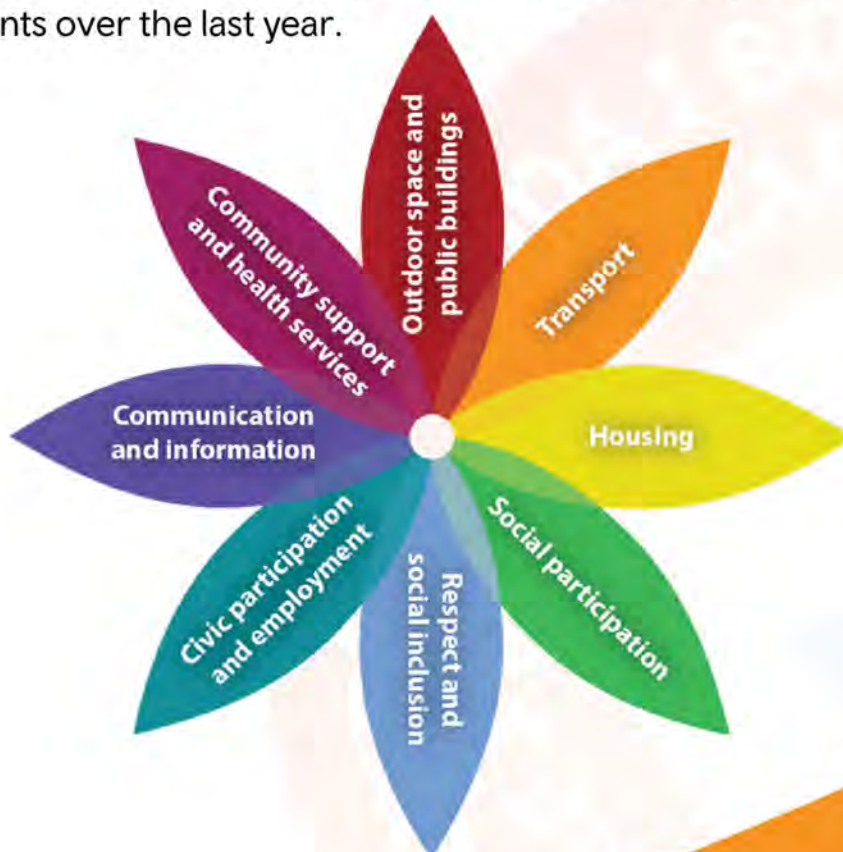 nts over the last year.
Outdoor space and
public buildings
Transport
Housing
Social participation
Respect and
social inclusion
Civic participation
and employment
Communication
and information
Community support
and health services